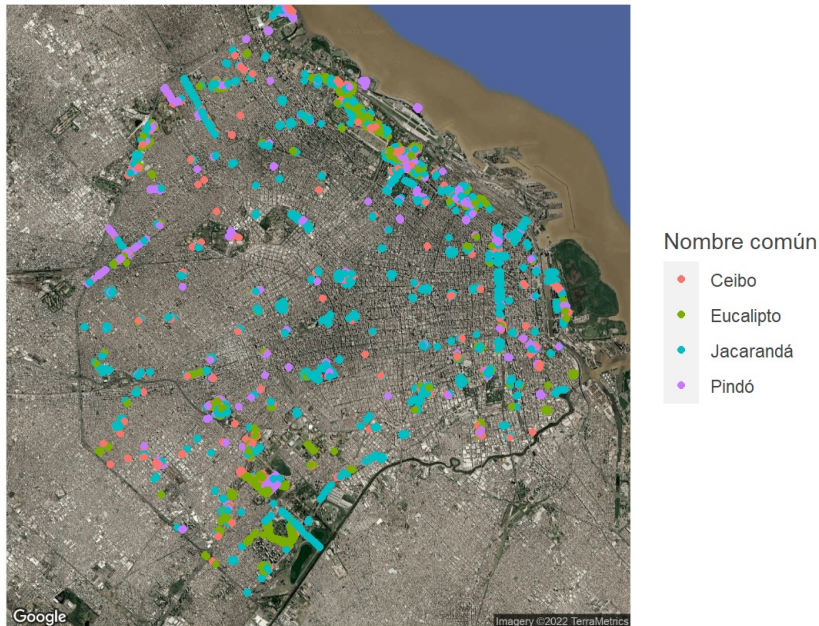 Nombre común
Ceibo
Eucalipto
Jacarandá
Pindó
Google
Imagery ©2022 TerraMetrics